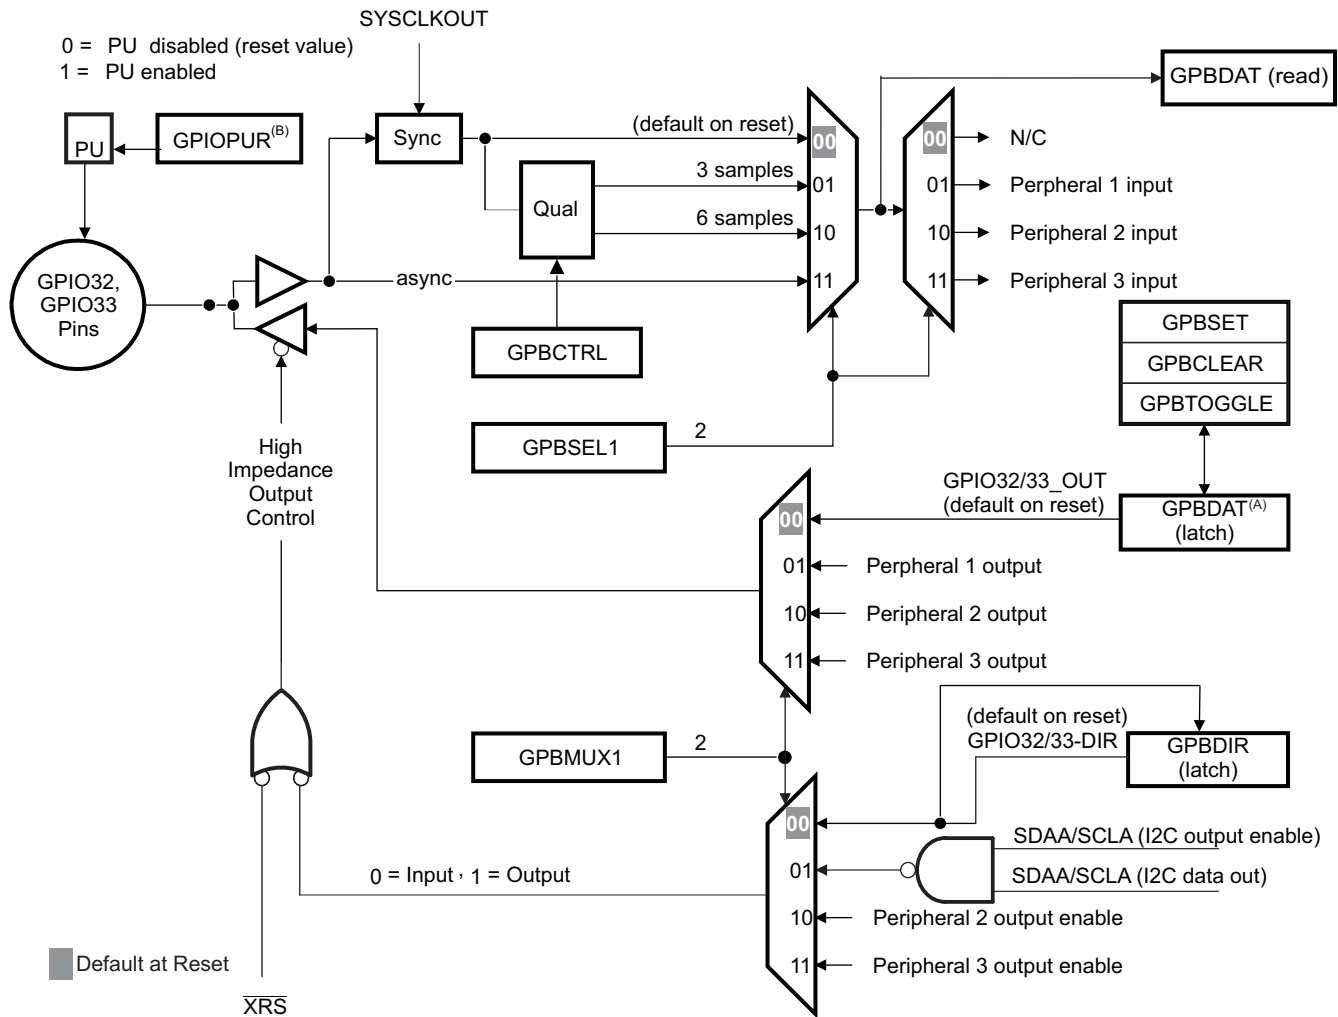 SYSCLKOUT
0 = PU disabled (reset value)
1 = PU enabled
PU
GPIOPUR(B)
Sync
(default on reset)
3 samples
6 samples
Qual
async
00
01
10
11
00
01
10
11
GPBDAT (read)
N/C
Perpheral 1 input
Peripheral 2 input
Peripheral 3 input
GPIO32,
GPIO33
Pins
GPBCTRL
GPBSEL1
2
GPBSET
GPBCLEAR
GPBTOGGLE
High
Impedance
Output
Control
GPIO32/33_OUT
(default on reset)
GPBDAT(A)
(latch)
00
01
10
11
Perpheral 1 output
Peripheral 2 output
Peripheral 3 output
GPBMUX1
2
(default on reset)
GPIO32/33-DIR
GPBDIR
(latch)
00
01
10
11
SDAA/SCLA (I2C output enable)
SDAA/SCLA (I2C data out)
Peripheral 2 output enable
Peripheral 3 output enable
0 = Input, 1 = Output
Default at Reset
XRS